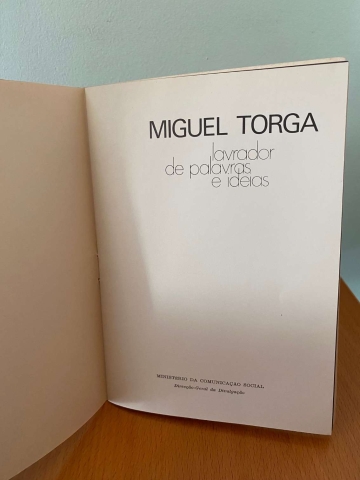 MIGUEL TORGA
lavrador
de palavras
e ideias
MINISTÉRIO DA COMUNICAÇÃO SOCIAL
Direcção-Geral da Divulgação